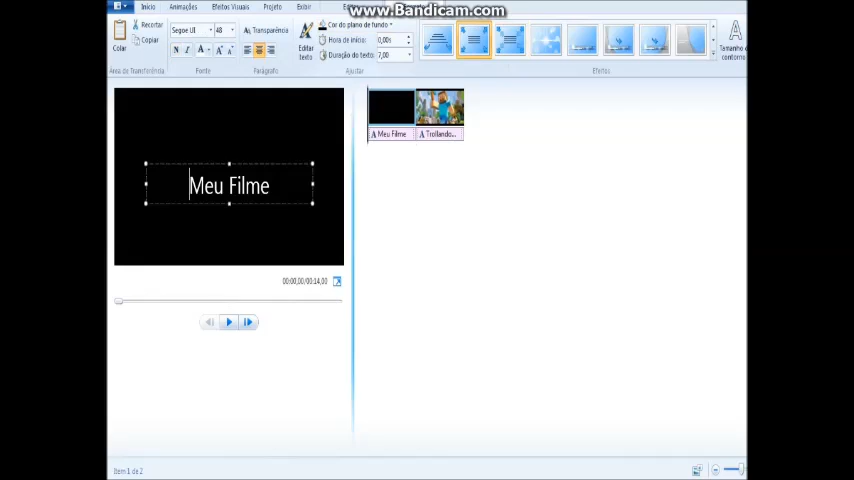 www.Bandicam.com
Início Animações Efeitos Visuais Projeto Exibir
Recortar
Copiar
Colar
Área de Transferência
Segoe UI 48
N I A A A
Fonte
Transparência
Parágrafo
Editar texto
Cor do plano de fundo
Hora de início: 0,00s
Duração do texto: 7,00
Ajustar
Efeitos
Tamanho
contorno
Meu Filme
A Meu Filme
A Trollando...
00:00,00/00:14,00
Item 1 de 2